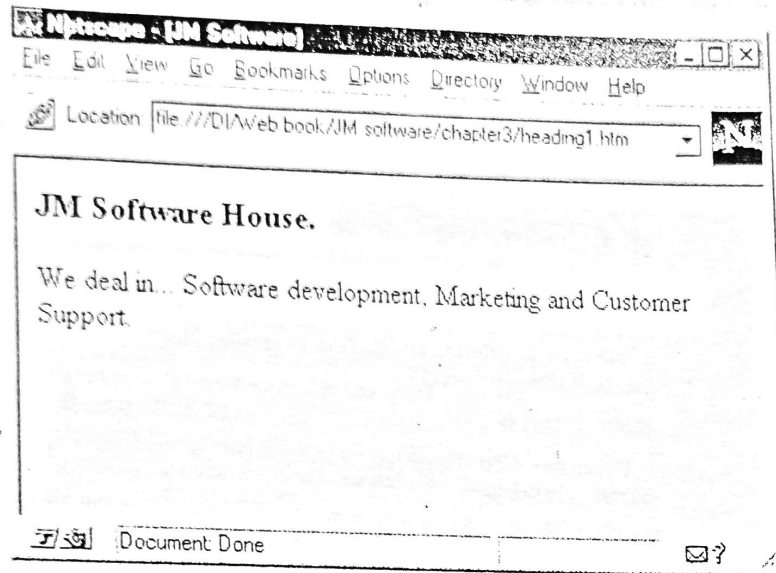 Netscape - [JM Software]
File Edit View Go Bookmarks Options Directory Window Help
Location: file:///D|/Web book/JM software/chapter3/heading1.htm
N
JM Software House.
We deal in... Software development, Marketing and Customer
Support.
Document: Done